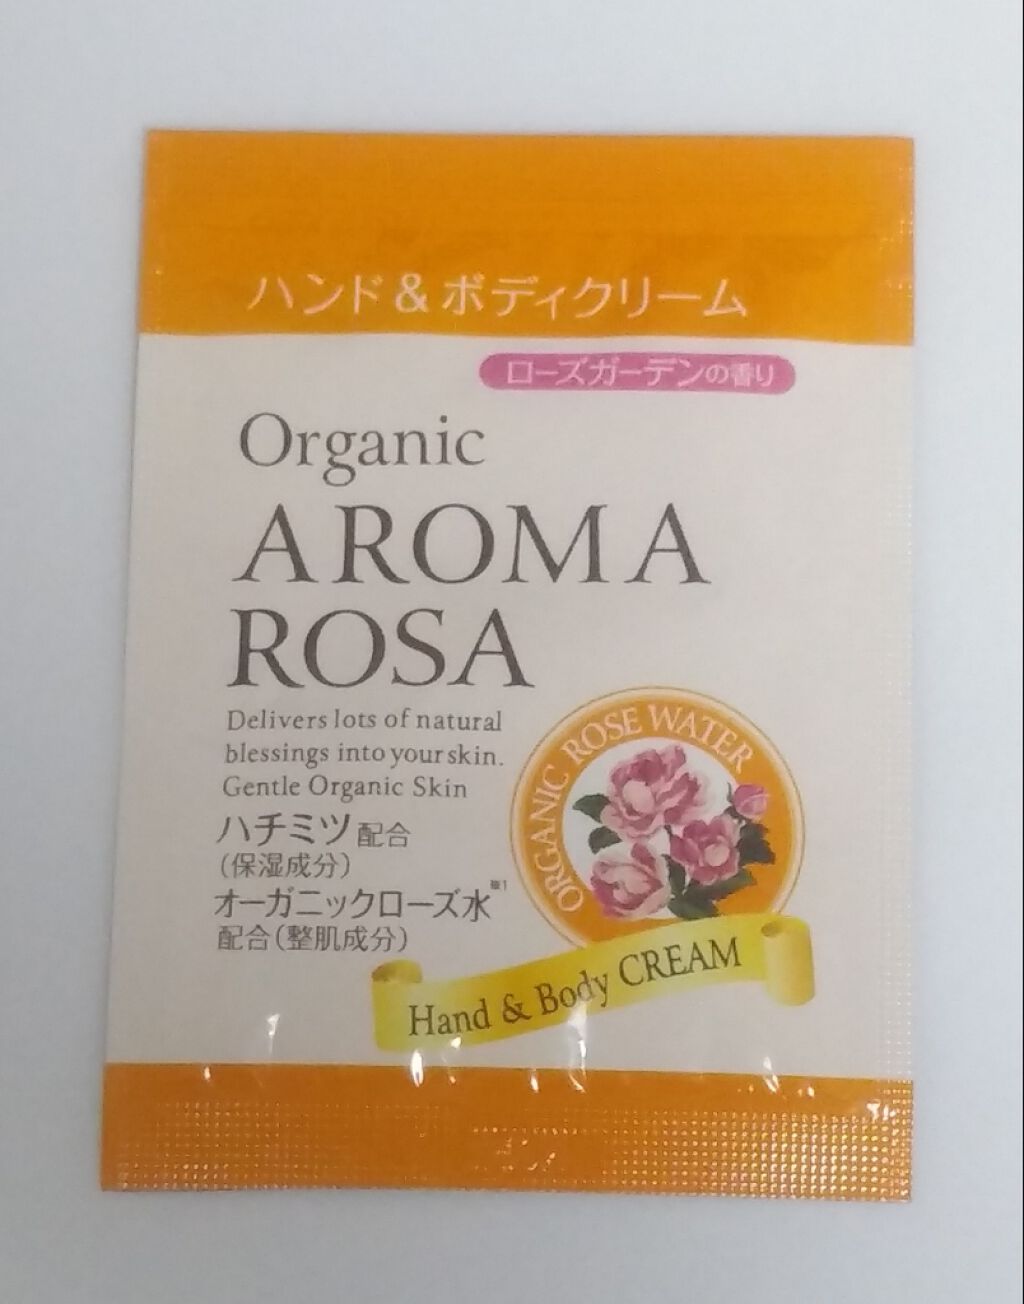 ハンド&ボディクリーム
ローズガーデンの香り
Organic
AROMA
ROSA
Delivers lots of natural
blessings into your skin.
Gentle Organic Skin
ハチミツ配合
(保湿成分)
オーガニックローズ水※1
配合(整肌成分)
ORGANIC ROSE WATER
Hand & Body CREAM